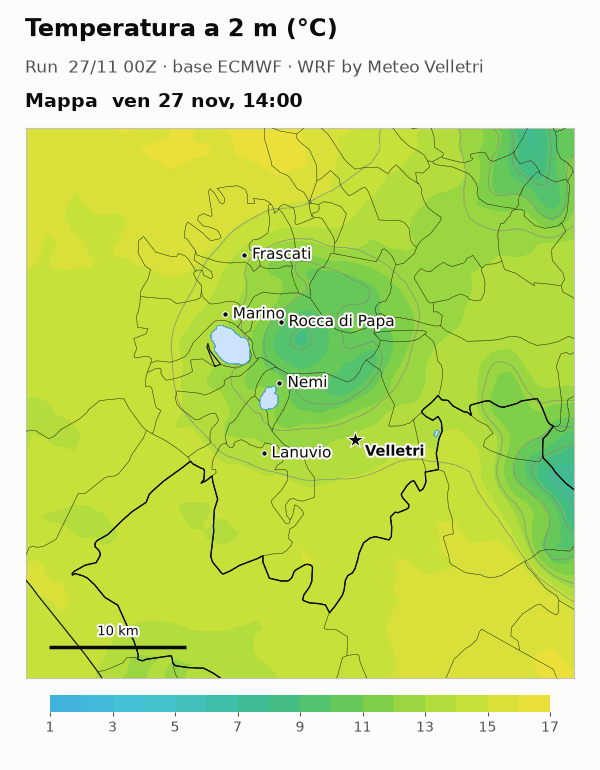 Temperatura a 2 m (°C)
Run  27/11 00Z · base ECMWF · WRF by Meteo Velletri
Mappa  ven 27 nov, 14:00
Frascati
Marino
Rocca di Papa
Nemi
Velletri
Lanuvio
10 km
1 3 5 7 9 11 13 15 17